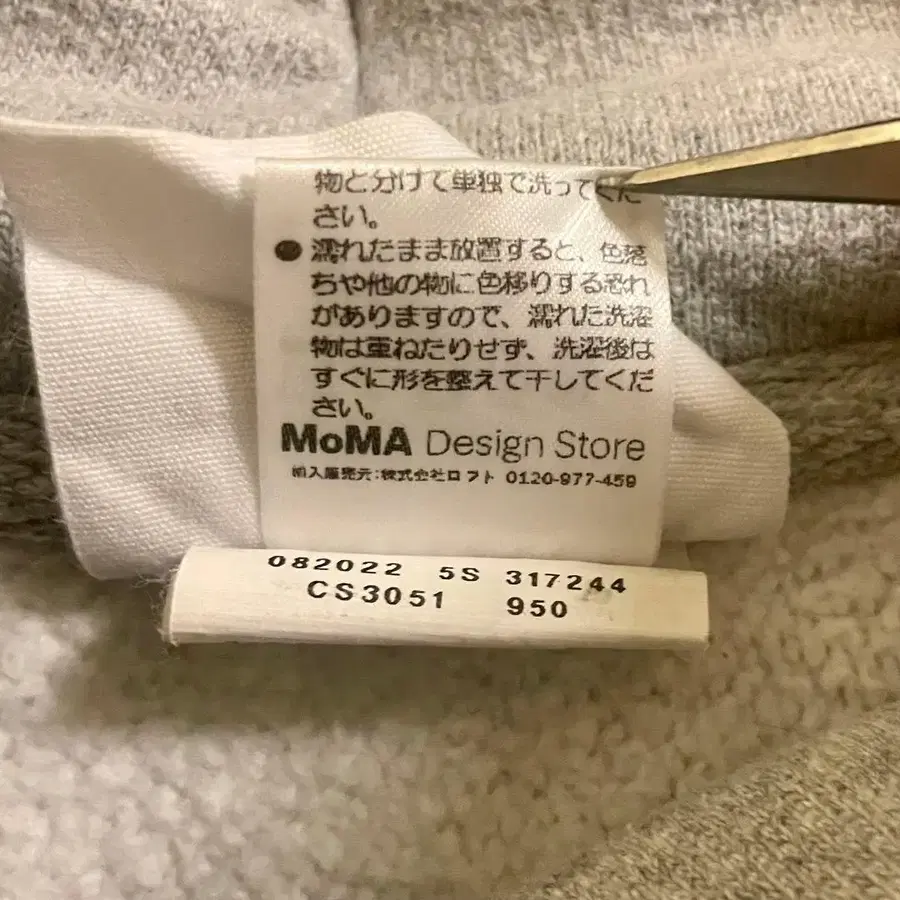 物と分けて単独で洗ってくだ
さい。
● 濡れたまま放置すると、色落
ちや他の物に色移りする恐れ
がありますので、濡れた洗濯
物は重ねたりせず、洗濯後は
すぐに形を整えて干してくだ
さい。
MoMA Design Store
輸入販売元:株式会社ロフト 0120-977-459
082022 5S 317244
CS3051 950